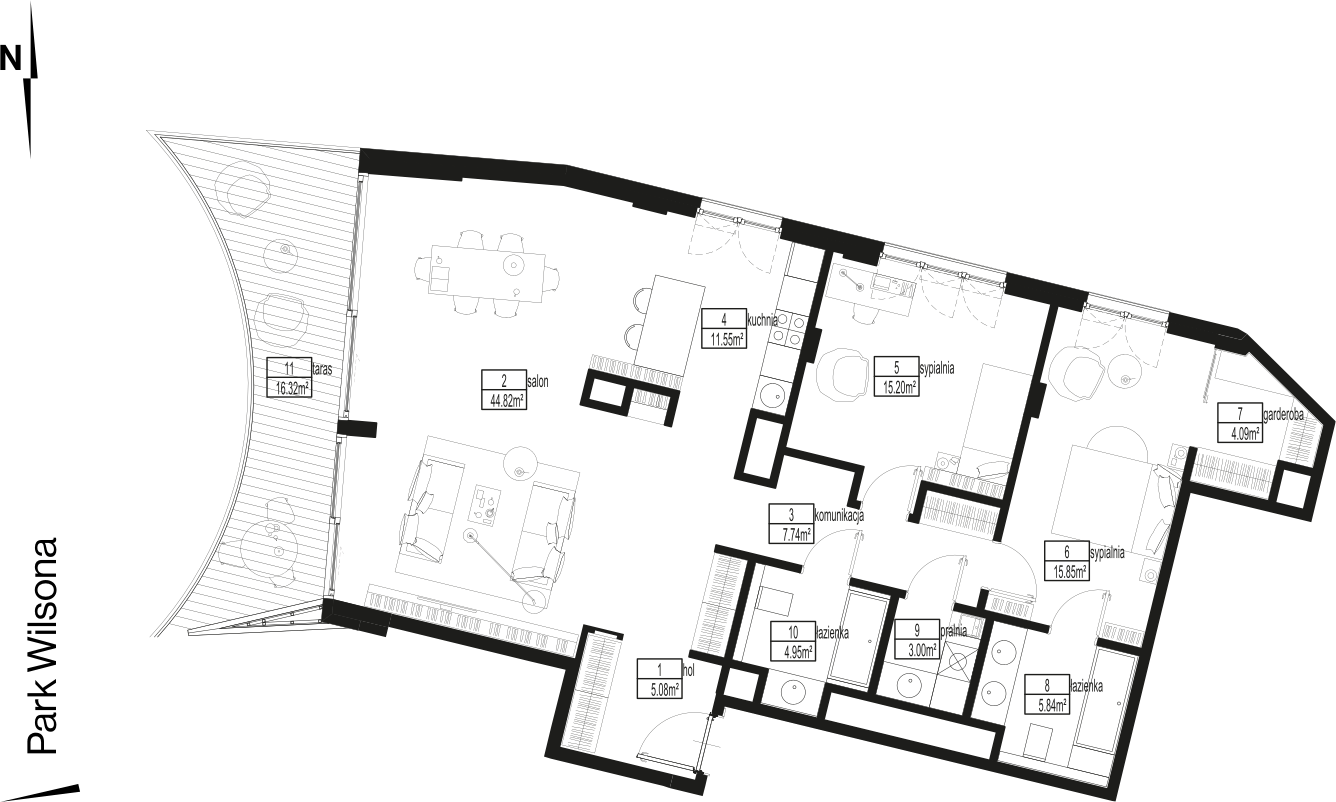 N
4 kuchnia
11.55m²
11 taras
16.32m²
2 salon
44.82m²
5 sypialnia
15.20m²
7 garderoba
4.09m²
3 komunikacja
7.74m²
6 sypialnia
15.85m²
10 łazienka
4.95m²
9 pralnia
3.00m²
1 hol
5.08m²
8 łazienka
5.84m²
Park Wilsona